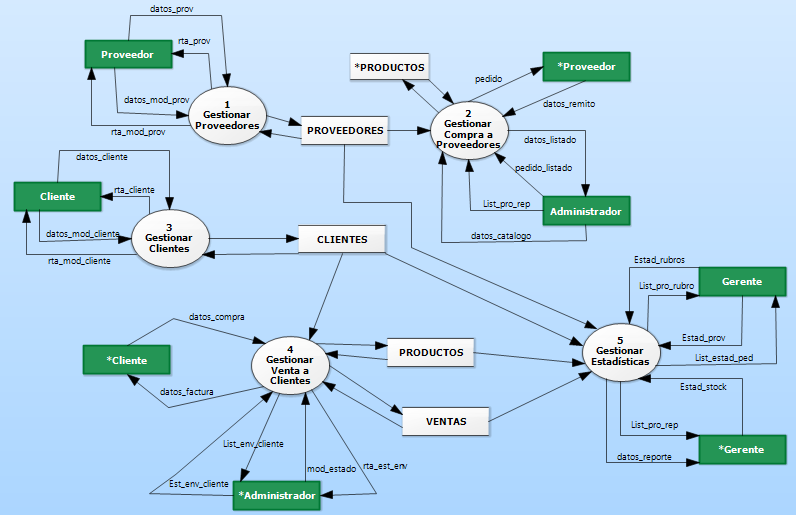 datos_prov
Proveedor
rta_prov
datos_mod_prov
rta_mod_prov
1
Gestionar
Proveedores
PROVEEDORES
*PRODUCTOS
pedido
*Proveedor
datos_remito
2
Gestionar
Compra a
Proveedores
datos_listado
pedido_listado
List_pro_rep
Administrador
datos_catalogo
datos_cliente
Cliente
rta_cliente
datos_mod_cliente
rta_mod_cliente
3
Gestionar
Clientes
CLIENTES
Estad_rubros
Gerente
List_pro_rubro
Estad_prov
List_estad_ped
5
Gestionar
Estadísticas
Estad_stock
List_pro_rep
*Gerente
datos_reporte
datos_compra
*Cliente
datos_factura
4
Gestionar
Venta a
Clientes
PRODUCTOS
VENTAS
List_env_cliente
Est_env_cliente
mod_estado
rta_est_env
*Administrador